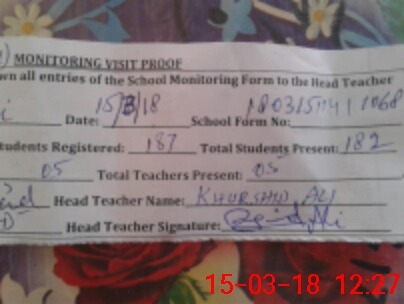 MONITORING VISIT PROOF
wn all entries of the School Monitoring Form to the Head Teacher
i Date: 15/3/18 School Form No:
tudents Registered: 187 Total Students Present: 182
05 Total Teachers Present: 05
Head Teacher Name: KHURSHID ALI
Head Teacher Signature:
15-03-18 12:27